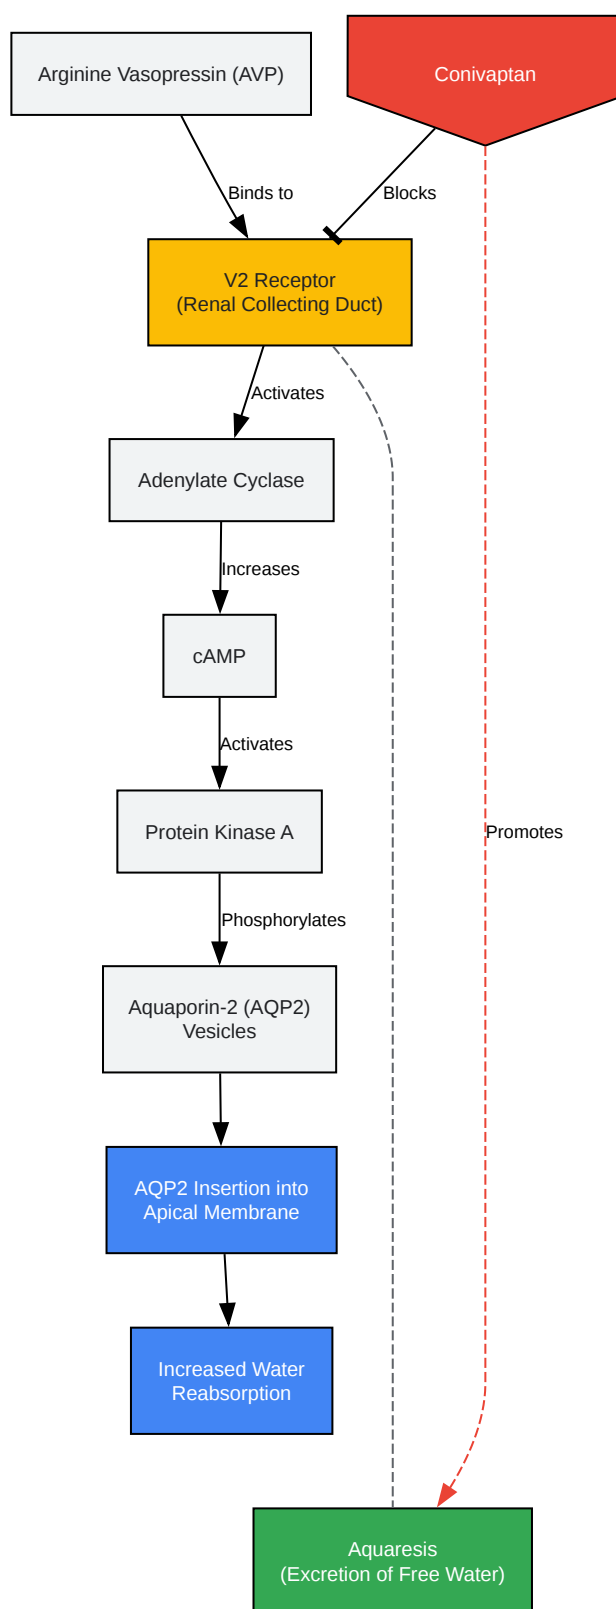 Arginine Vasopressin (AVP)
Conivaptan
Binds to
Blocks
V2 Receptor
(Renal Collecting Duct)
Activates
Adenylate Cyclase
Increases
cAMP
Activates
Protein Kinase A
Promotes
Phosphorylates
Aquaporin-2 (AQP2)
Vesicles
AQP2 Insertion into
Apical Membrane
Increased Water
Reabsorption
Aquaresis
(Excretion of Free Water)